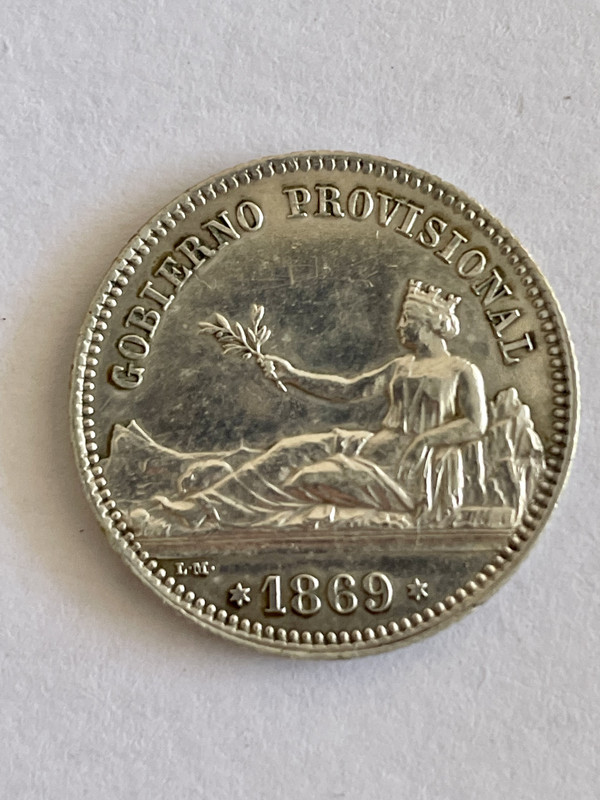 GOBIERNO PROVISIONAL
L·M·
* 1869 *